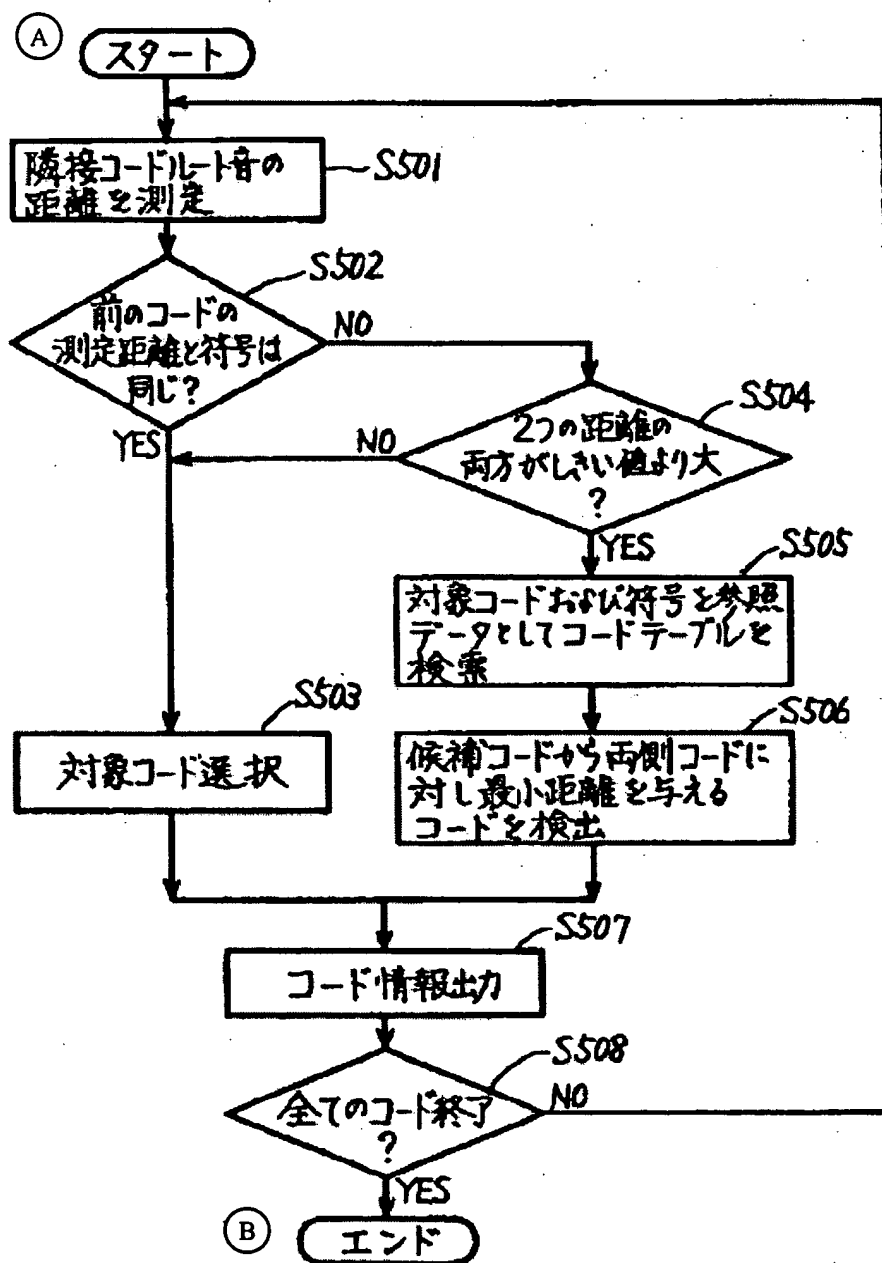 A
スタート
隣接コードルート音の
距離を測定
S501
S502
前のコードの
測定距離と符号は
同じ?
NO
YES
S504
2つの距離の
両方がしきい値より大
?
NO
YES
S505
対象コードおよび符号を参照
データとしてコードテーブルを
検索
S503
対象コード選択
S506
候補コードから両側コードに
対し最小距離を与える
コードを検出
S507
コード情報出力
S508
全てのコード終了
?
NO
YES
B
エンド